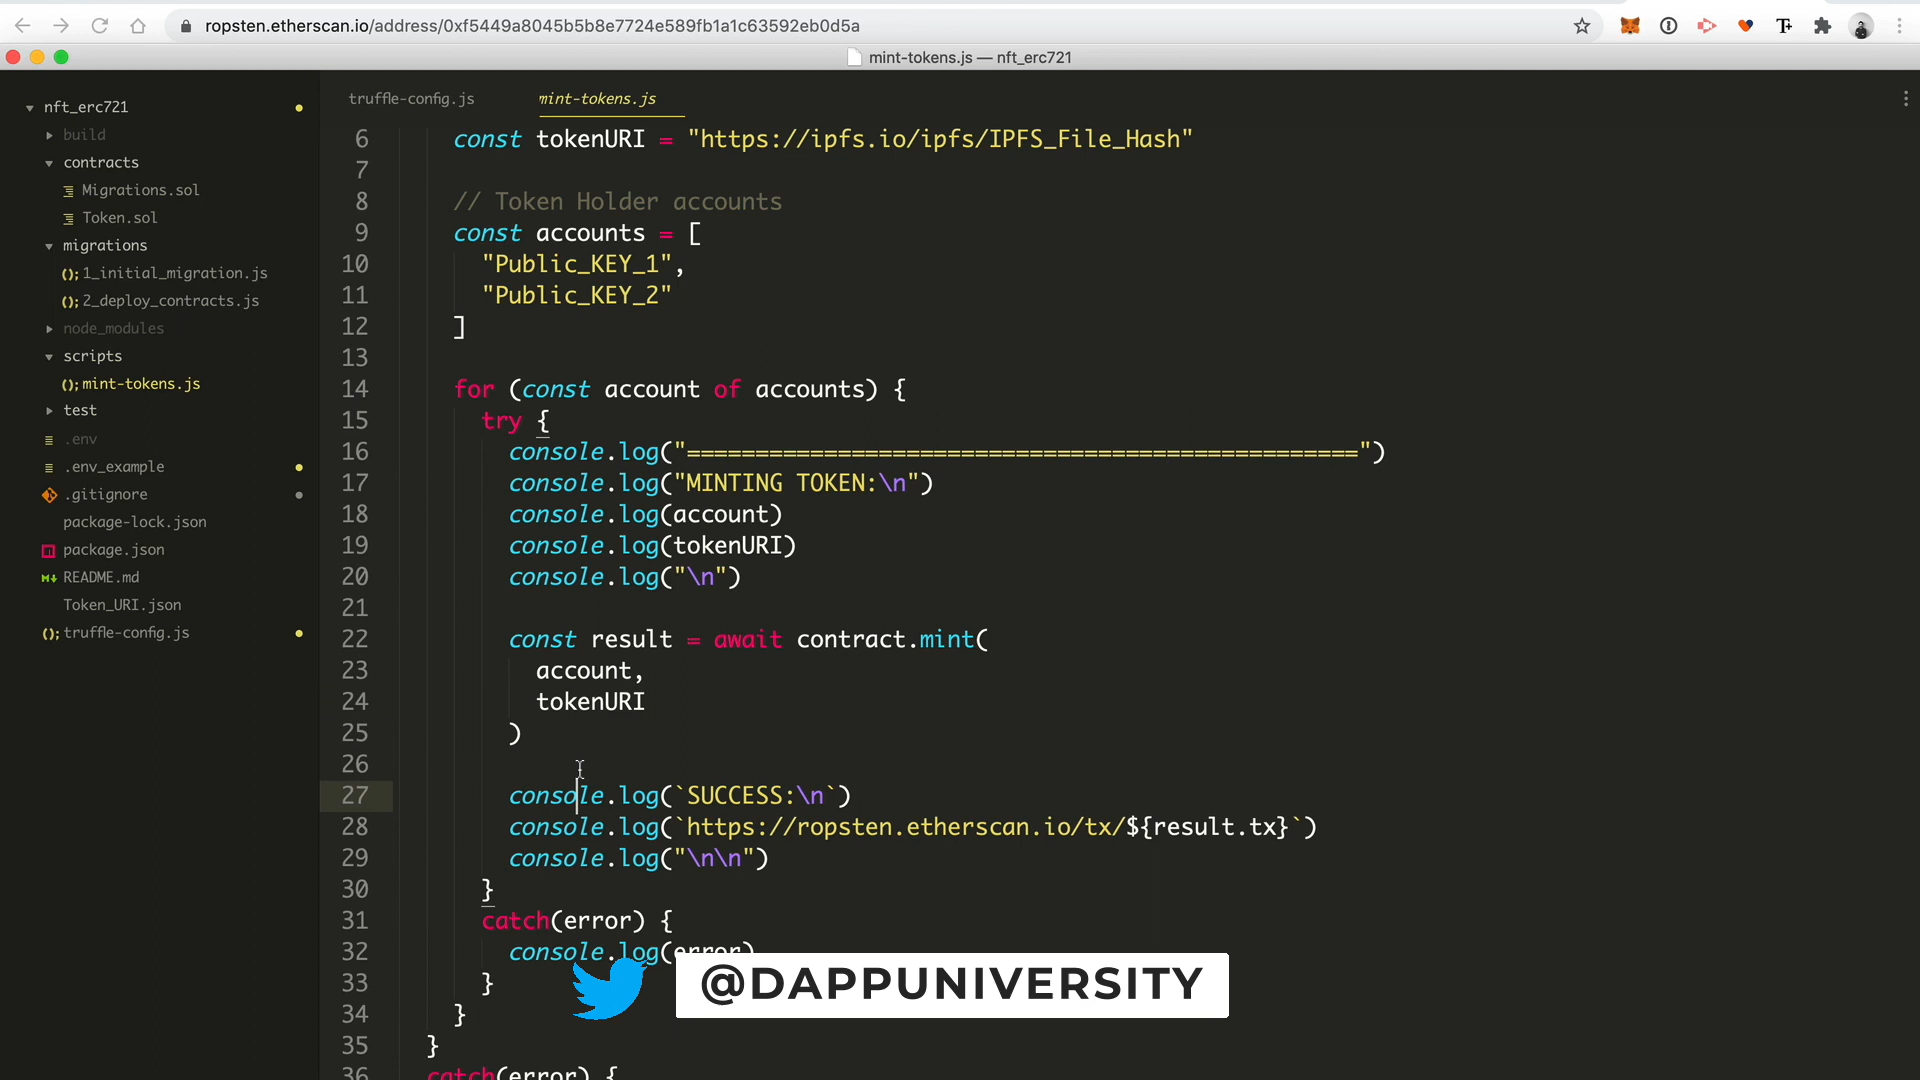 ropsten.etherscan.io/address/0xf5449a8045b5b8e7724e589fb1a1c63592eb0d5a
mint-tokens.js — nft_erc721
nft_erc721
build
contracts
Migrations.sol
Token.sol
migrations
1_initial_migration.js
2_deploy_contracts.js
node_modules
scripts
mint-tokens.js
test
.env
.env_example
.gitignore
package-lock.json
package.json
README.md
Token_URI.json
truffle-config.js
truffle-config.js
mint-tokens.js
6 const tokenURI = "https://ipfs.io/ipfs/IPFS_File_Hash"
7
8 // Token Holder accounts
9 const accounts = [
10 "Public_KEY_1",
11 "Public_KEY_2"
12 ]
13
14 for (const account of accounts) {
15 try {
16 console.log("=================================================")
17 console.log("MINTING TOKEN:\n")
18 console.log(account)
19 console.log(tokenURI)
20 console.log("\n")
21
22 const result = await contract.mint(
23 account,
24 tokenURI
25 )
26
27 console.log(`SUCCESS:\n`)
28 console.log(`https://ropsten.etherscan.io/tx/${result.tx}`)
29 console.log("\n\n")
30 }
31 catch(error) {
32 console.log(error)
33 }
34 }
35 }
36 catch(error) {
@DAPPUNIVERSITY